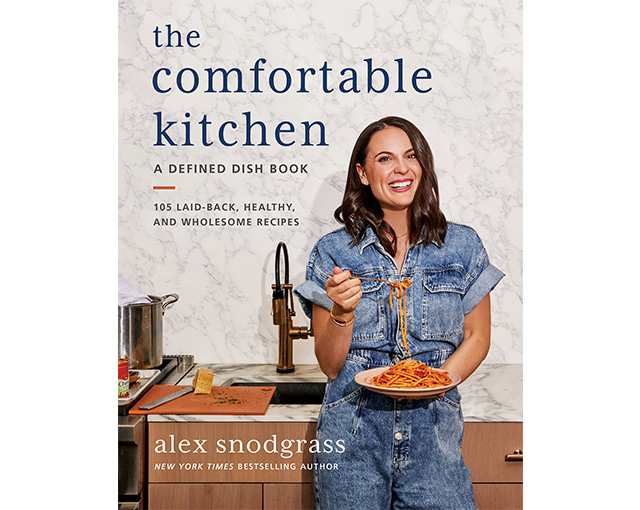 the
comfortable
kitchen
A DEFINED DISH BOOK
105 LAID-BACK, HEALTHY,
AND WHOLESOME RECIPES
alex snodgrass
NEW YORK TIMES BESTSELLING AUTHOR